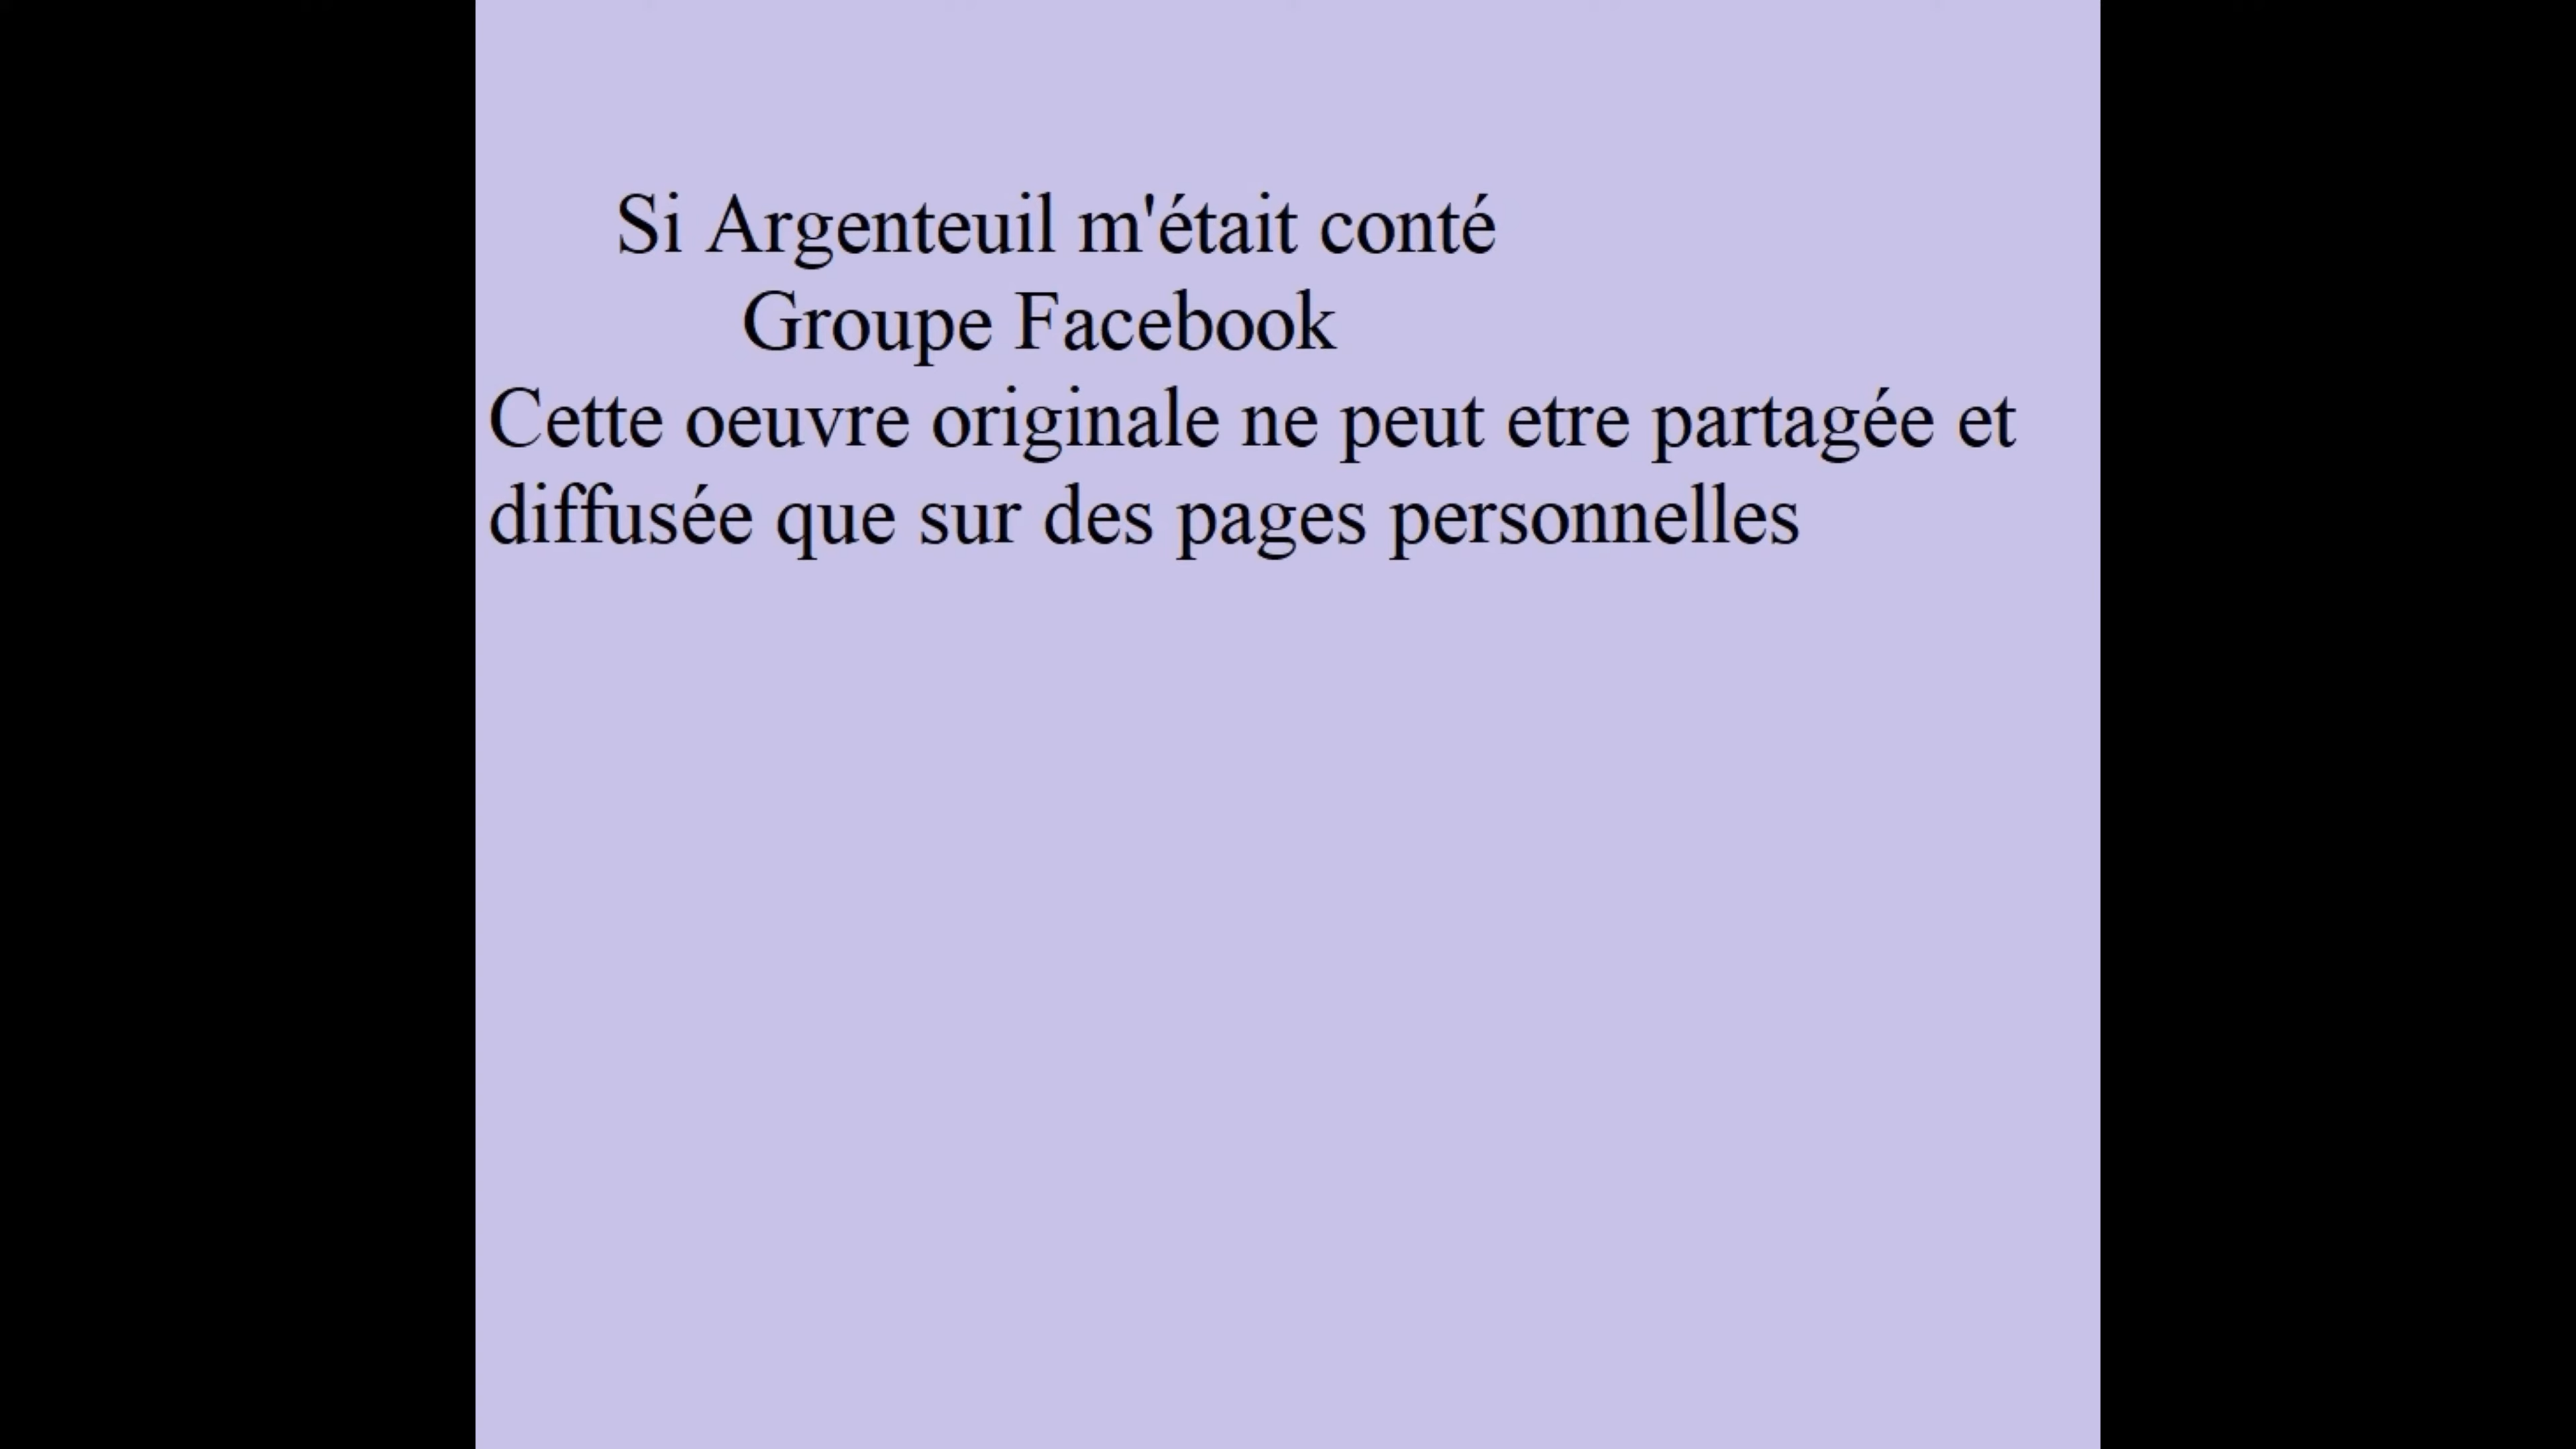 Si Argenteuil m'était conté
Groupe Facebook
Cette oeuvre originale ne peut etre partagée et
diffusée que sur des pages personnelles